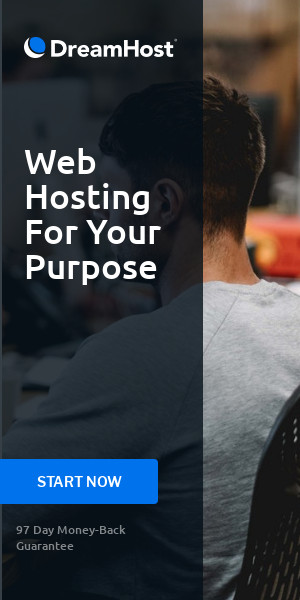 DreamHost
Web
Hosting
For Your
Purpose
START NOW
97 Day Money-Back
Guarantee